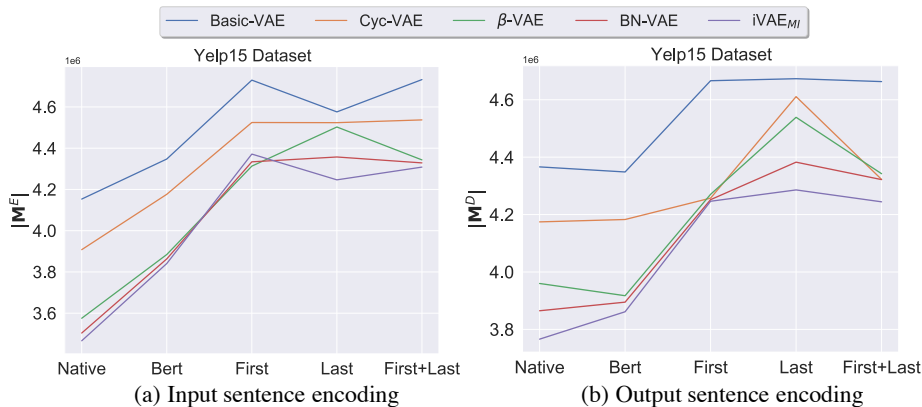 Basic-VAE Cyc-VAE β-VAE BN-VAE iVAE_MI
1e6 Yelp15 Dataset
4.6
4.4
4.2
4.0
3.8
3.6
|M^E|
Native Bert First Last First+Last
(a) Input sentence encoding
1e6 Yelp15 Dataset
4.6
4.4
4.2
4.0
3.8
|M^D|
Native Bert First Last First+Last
(b) Output sentence encoding